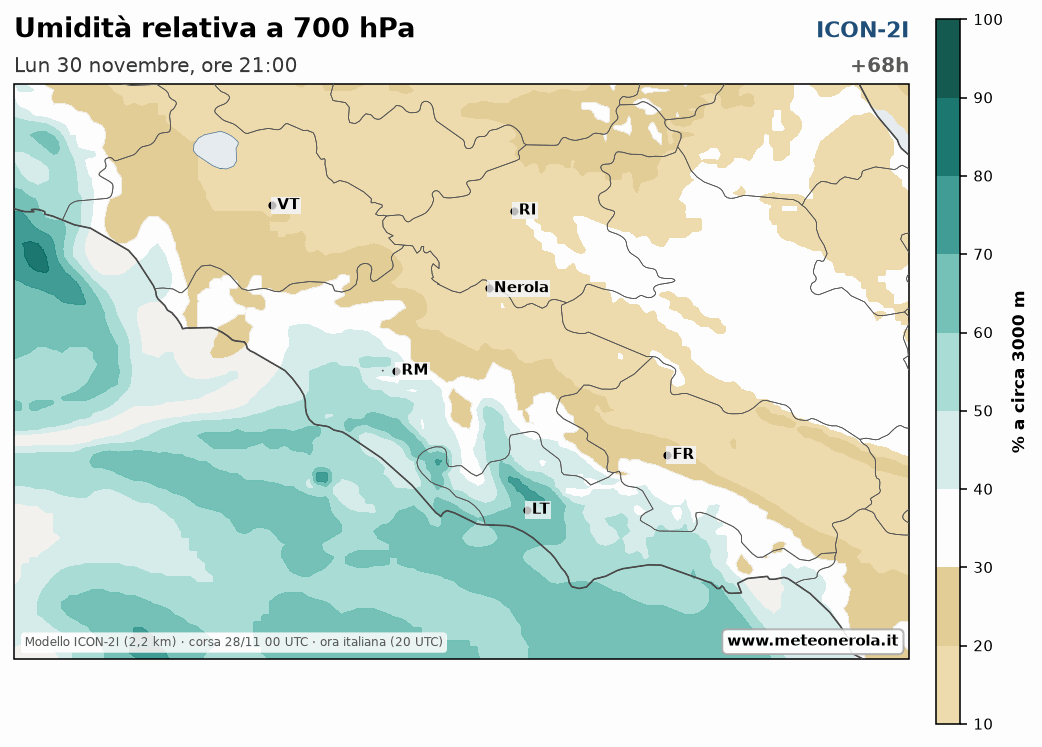 Umidità relativa a 700 hPa
ICON-2I
Lun 30 novembre, ore 21:00
+68h
VT
RI
Nerola
RM
FR
LT
Modello ICON-2I (2,2 km) · corsa 28/11 00 UTC · ora italiana (20 UTC)
www.meteonerola.it
100
90
80
70
60
50
40
30
20
10
% a circa 3000 m